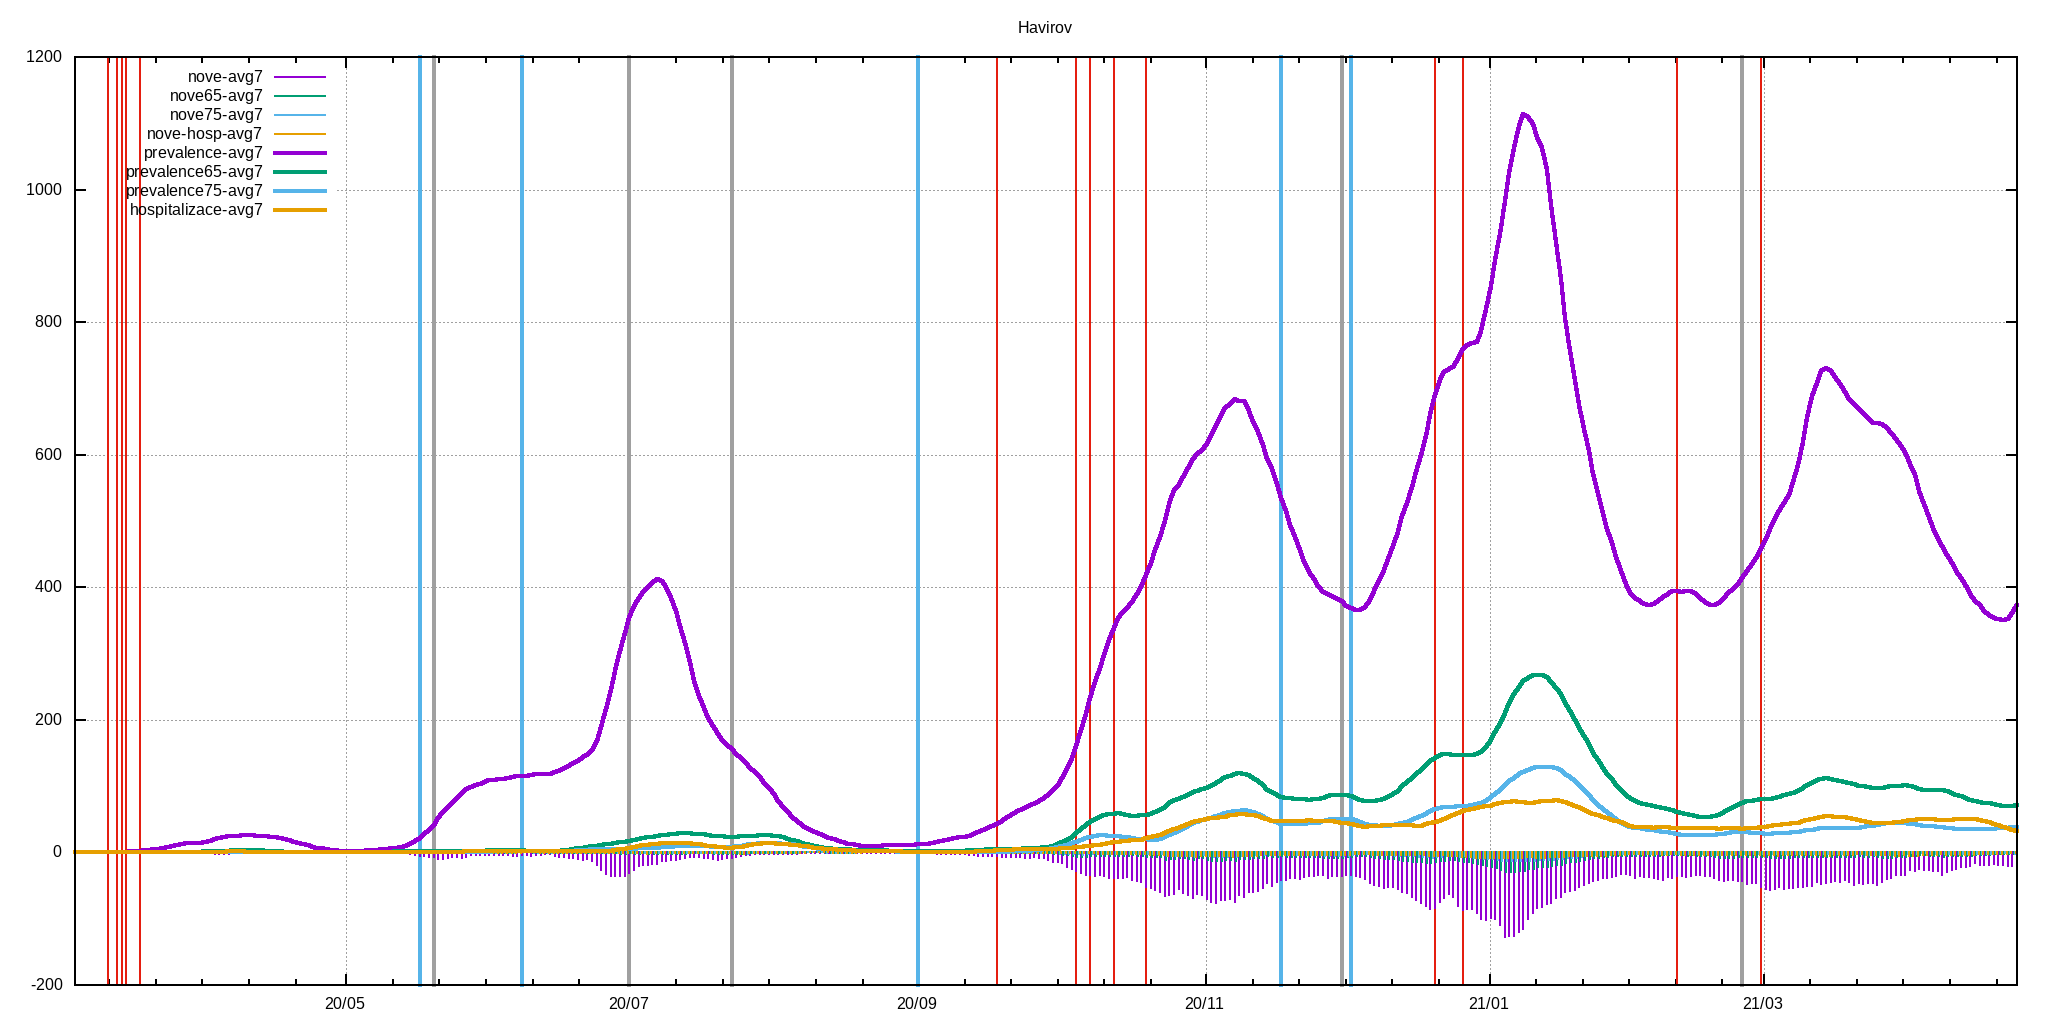 Havirov
1200
1000
800
600
400
200
0
-200
nove-avg7
nove65-avg7
nove75-avg7
nove-hosp-avg7
prevalence-avg7
prevalence65-avg7
prevalence75-avg7
hospitalizace-avg7
20/05
20/07
20/09
20/11
21/01
21/03